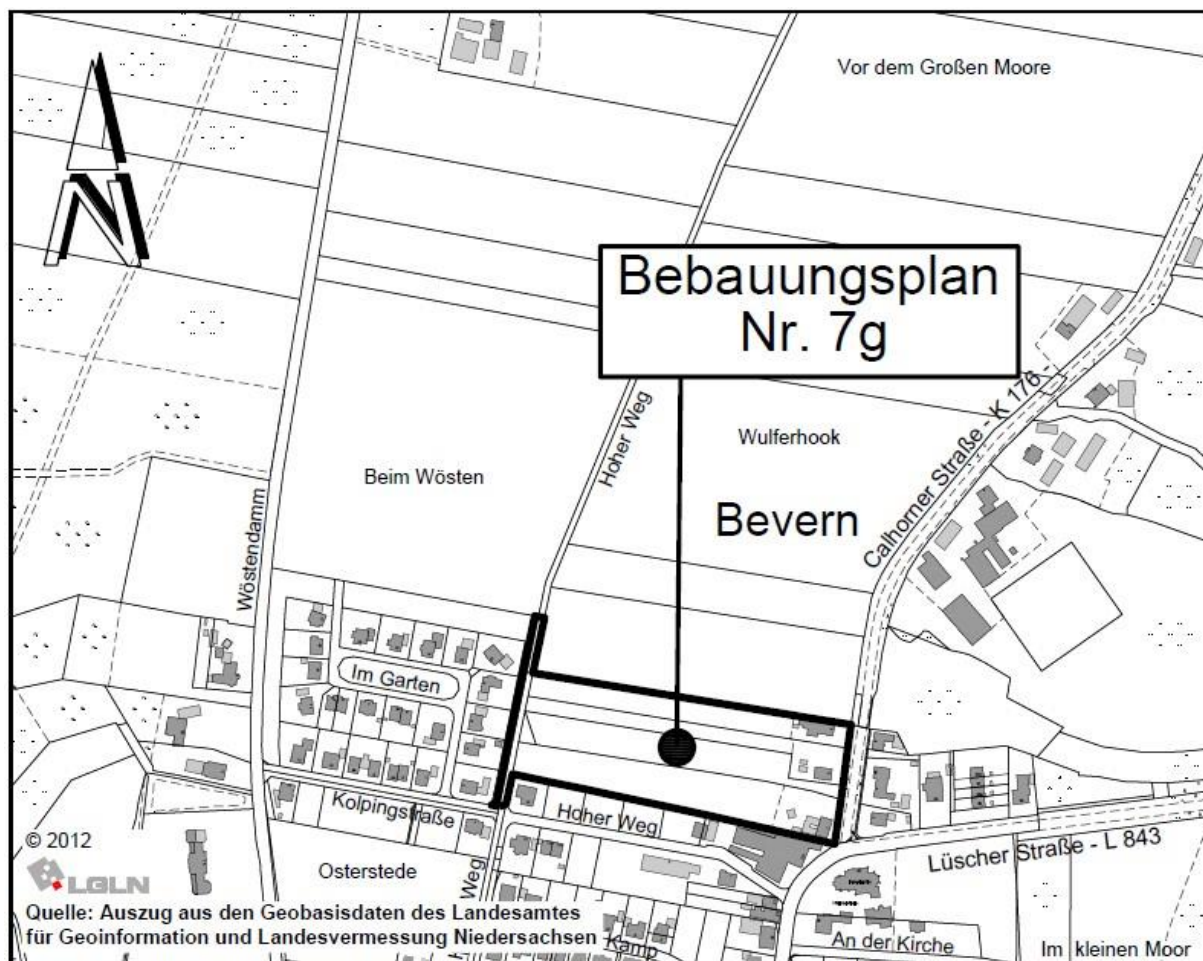 Vor dem Großen Moore
N
Bebauungsplan
Nr. 7g
Calhorner Straße - K 176 -
Hoher Weg
Wulferhook
Beim Wösten
Bevern
Wöstendamm
Im Garten
Kolpingstraße
Hoher Weg
Lüscher Straße - L 843
© 2012
Osterstede
Weg
LGLN
Quelle: Auszug aus den Geobasisdaten des Landesamtes
für Geoinformation und Landesvermessung Niedersachsen
Kamp
An der Kirche
Im kleinen Moor